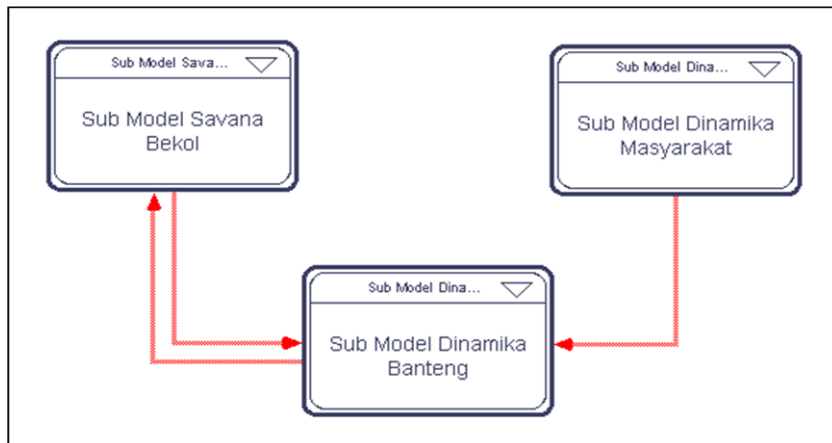 Sub Model Sava...
Sub Model Savana
Bekol
Sub Model Dina...
Sub Model Dinamika
Masyarakat
Sub Model Dina...
Sub Model Dinamika
Banteng